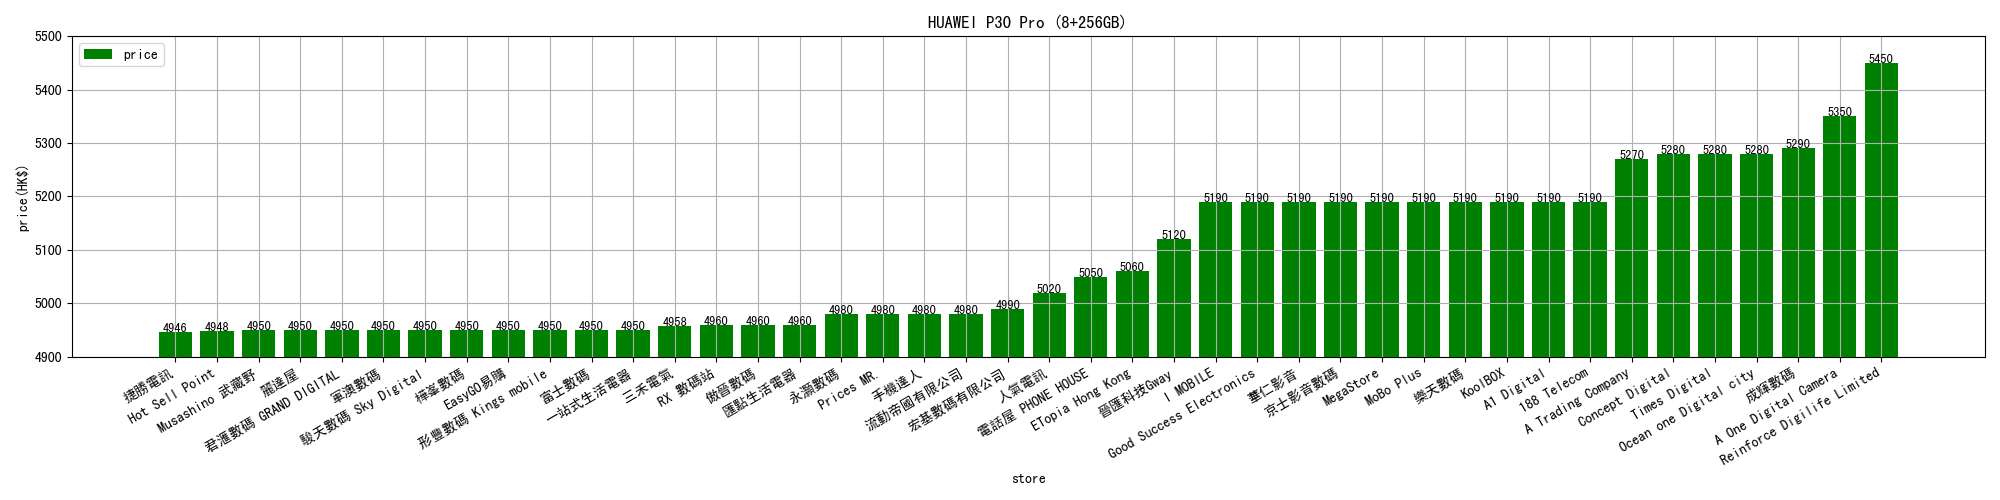 HUAWEI P30 Pro (8+256GB)
price
price(HK$)
5500
5400
5300
5200
5100
5000
4900
4946
4948
4950
4950
4950
4950
4950
4950
4950
4950
4950
4950
4958
4960
4960
4960
4980
4980
4980
4980
4990
5020
5050
5060
5120
5190
5190
5190
5190
5190
5190
5190
5190
5190
5190
5270
5280
5280
5280
5290
5350
5450
捷勝電訊
Hot Sell Point
Musashino 武藏野
麗達屋
君滙數碼 GRAND DIGITAL
軍澳數碼
駿天數碼 Sky Digital
樺峯數碼
EasyGO易購
形豐數碼 Kings mobile
富士數碼
一站式生活電器
三禾電氣
RX 數碼站
傲晉數碼
匯點生活電器
永灝數碼
Prices MR.
手機達人
流動帝國有限公司
宏基數碼有限公司
人氣電訊
電話屋 PHONE HOUSE
ETopia Hong Kong
晉匯科技Gway
I MOBILE
Good Success Electronics
華仁影音
京士影音數碼
MegaStore
MoBo Plus
樂天數碼
KoolBOX
A1 Digital
188 Telecom
A Trading Company
Concept Digital
Times Digital
Ocean one Digital city
成輝數碼
A One Digital Camera
Reinforce Digilife Limited
store